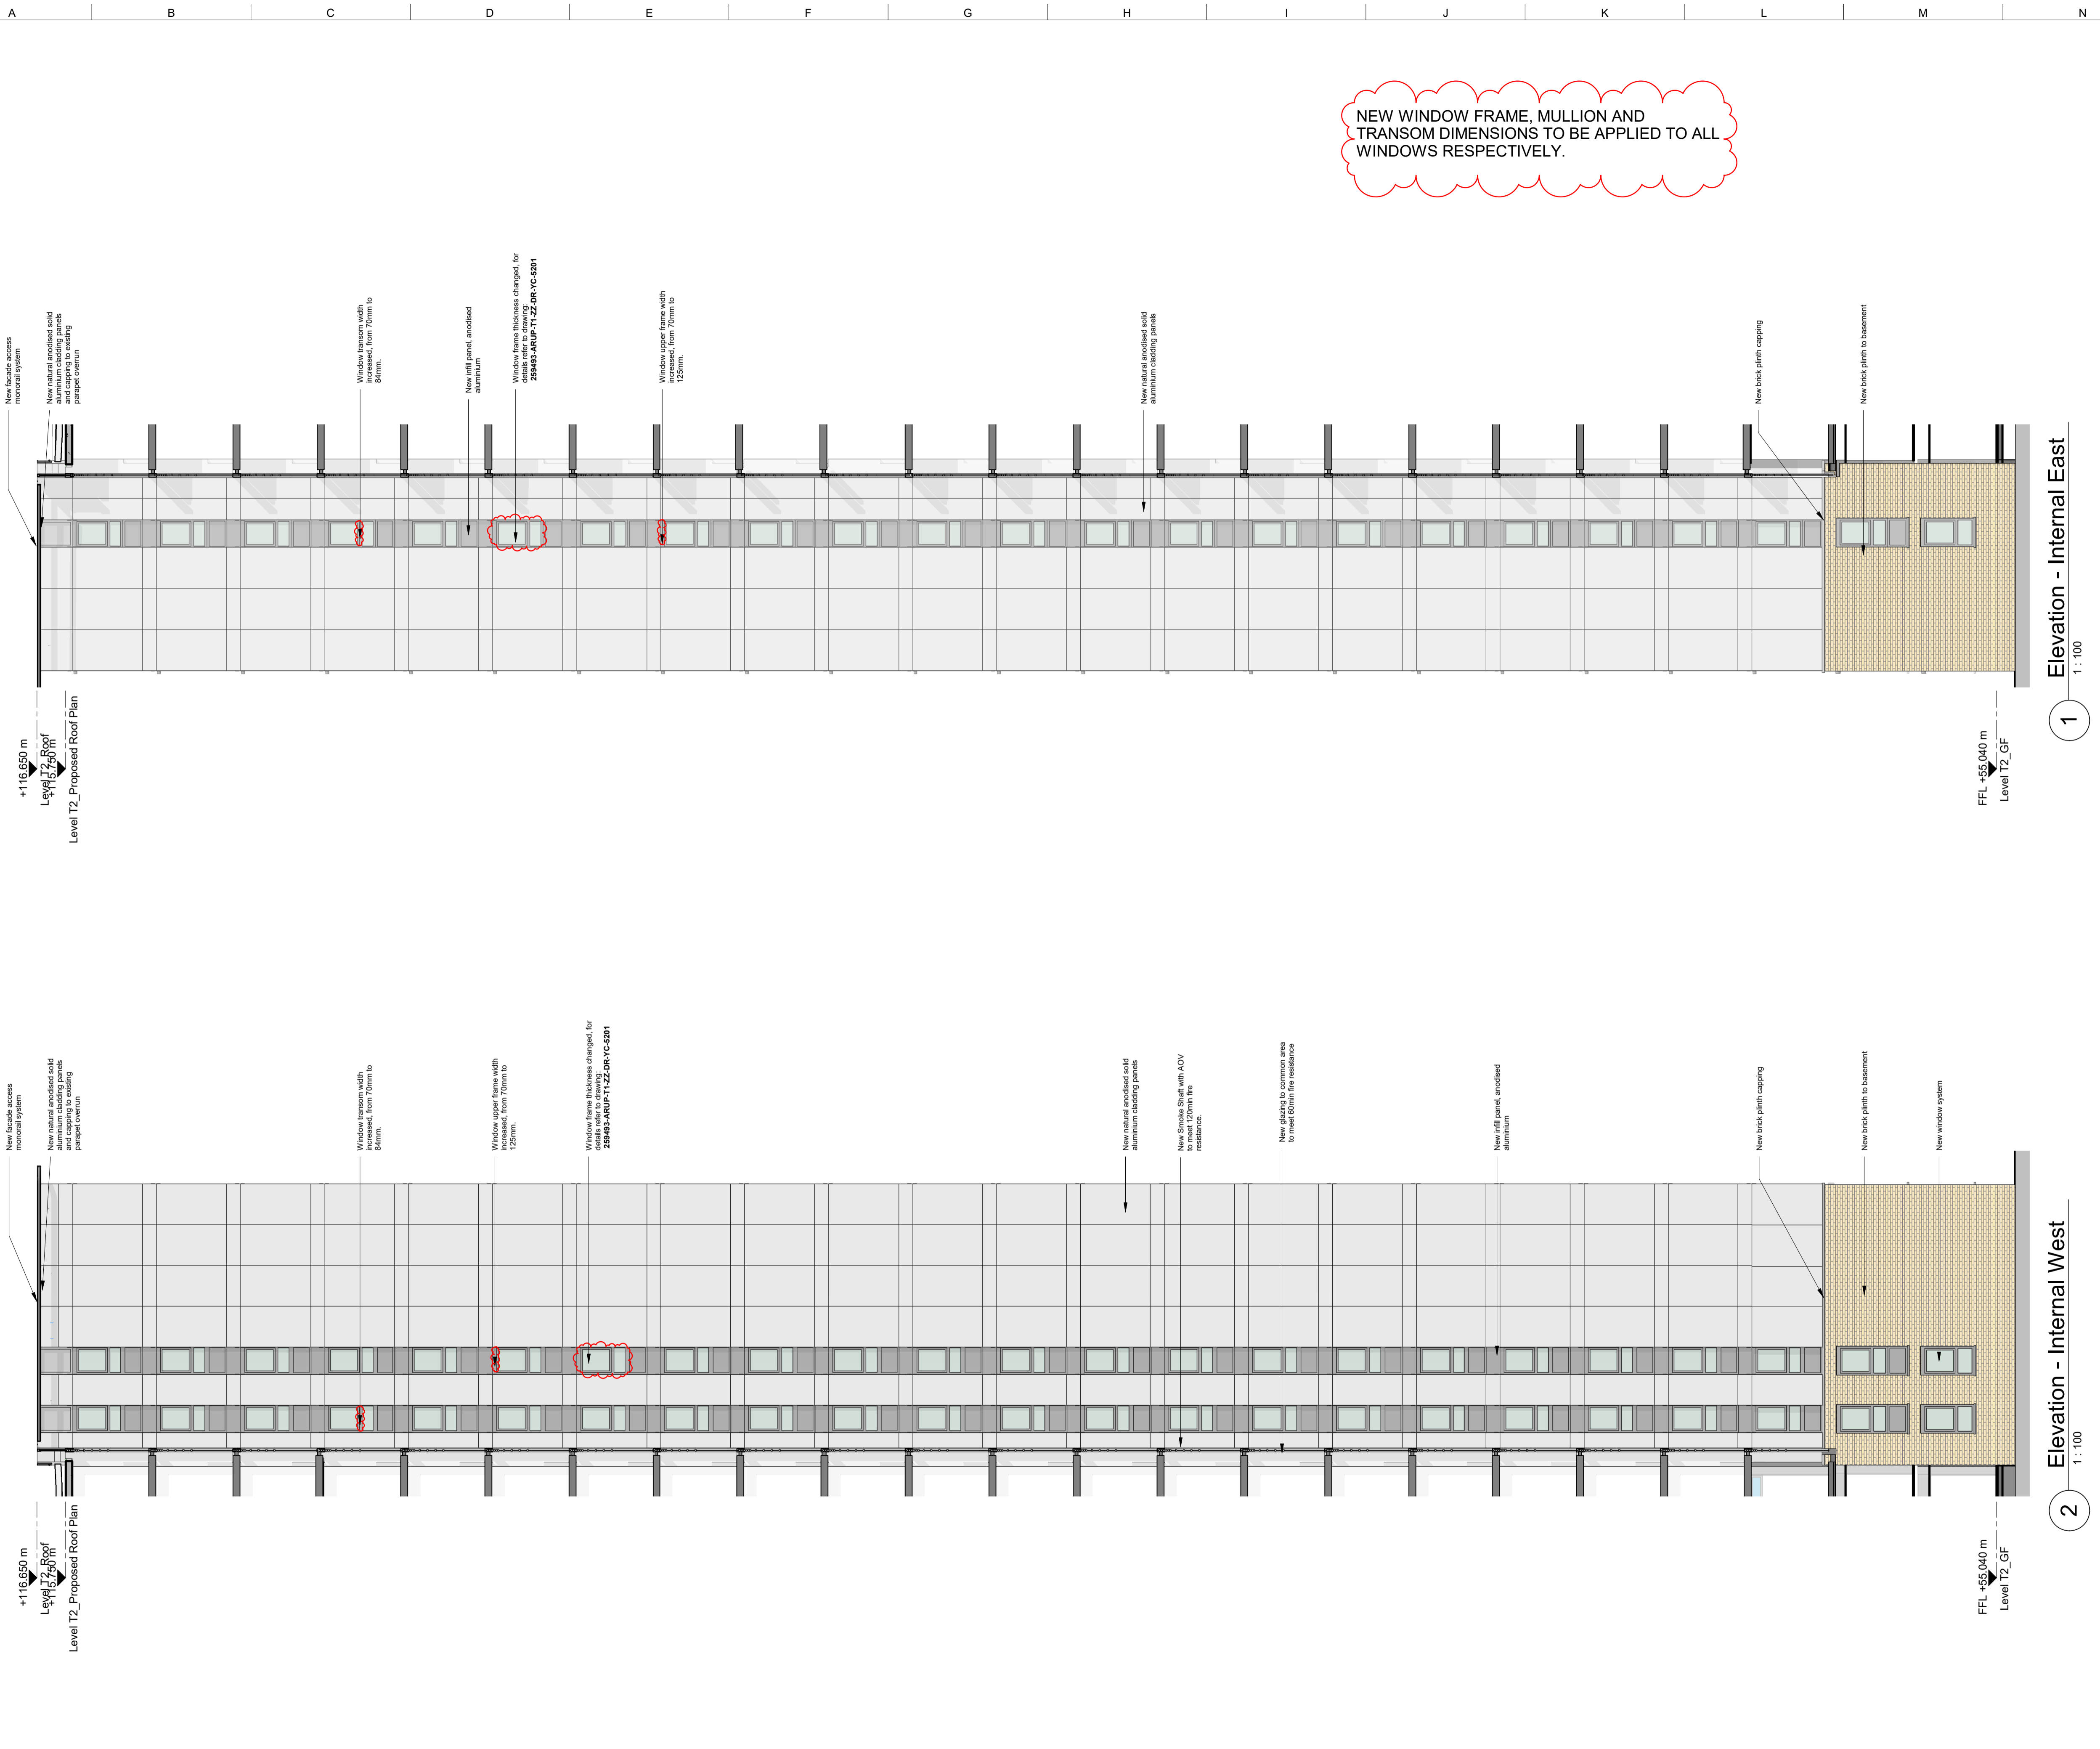 A B C D E F G H I J K L M N
NEW WINDOW FRAME, MULLION AND
TRANSOM DIMENSIONS TO BE APPLIED TO ALL
WINDOWS RESPECTIVELY.
New facade access
monorail system
New natural anodised solid
aluminium cladding panels
and capping to existing
parapet overrun
Window transom width
increased, from 70mm to
84mm.
New infill panel, anodised
aluminium
Window frame thickness changed, for
details refer to drawing:
259493-ARUP-T1-ZZ-DR-YC-5201
Window upper frame width
increased, from 70mm to
125mm.
New natural anodised solid
aluminium cladding panels
New brick plinth capping
New brick plinth to basement
+116.650 m
Level T2_Roof
+115.750 m
Level T2_Proposed Roof Plan
FFL +55.040 m
Level T2_GF
1
Elevation - Internal East
1 : 100
New facade access
monorail system
New natural anodised solid
aluminium cladding panels
and capping to existing
parapet overrun
Window transom width
increased, from 70mm to
84mm.
Window upper frame width
increased, from 70mm to
125mm.
Window frame thickness changed, for
details refer to drawing:
259493-ARUP-T1-ZZ-DR-YC-5201
New natural anodised solid
aluminium cladding panels
New Smoke Shaft with AOV
to meet 120min fire
resistance.
New glazing to common area
to meet 60min fire resistance
New infill panel, anodised
aluminium
New brick plinth capping
New brick plinth to basement
New window system
+116.650 m
Level T2_Roof
+115.750 m
Level T2_Proposed Roof Plan
FFL +55.040 m
Level T2_GF
2
Elevation - Internal West
1 : 100